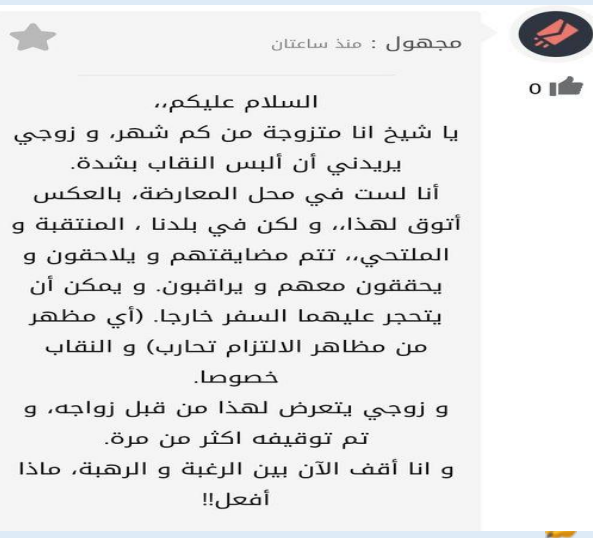 مجهول : منذ ساعتان
0
السلام عليكم،،
يا شيخ انا متزوجة من كم شهر، و زوجي
يريدني أن ألبس النقاب بشدة.
أنا لست في محل المعارضة، بالعكس
أتوق لهذا،، و لكن في بلدنا ، المنتقبة و
الملتحي،، تتم مضايقتهم و يلاحقون و
يحققون معهم و يراقبون. و يمكن أن
يتحجر عليهما السفر خارجا. (أي مظهر
من مظاهر الالتزام تحارب) و النقاب
خصوصا.
و زوجي يتعرض لهذا من قبل زواجه، و
تم توقيفه اكثر من مرة.
و انا أقف الآن بين الرغبة و الرهبة، ماذا
أفعل!!